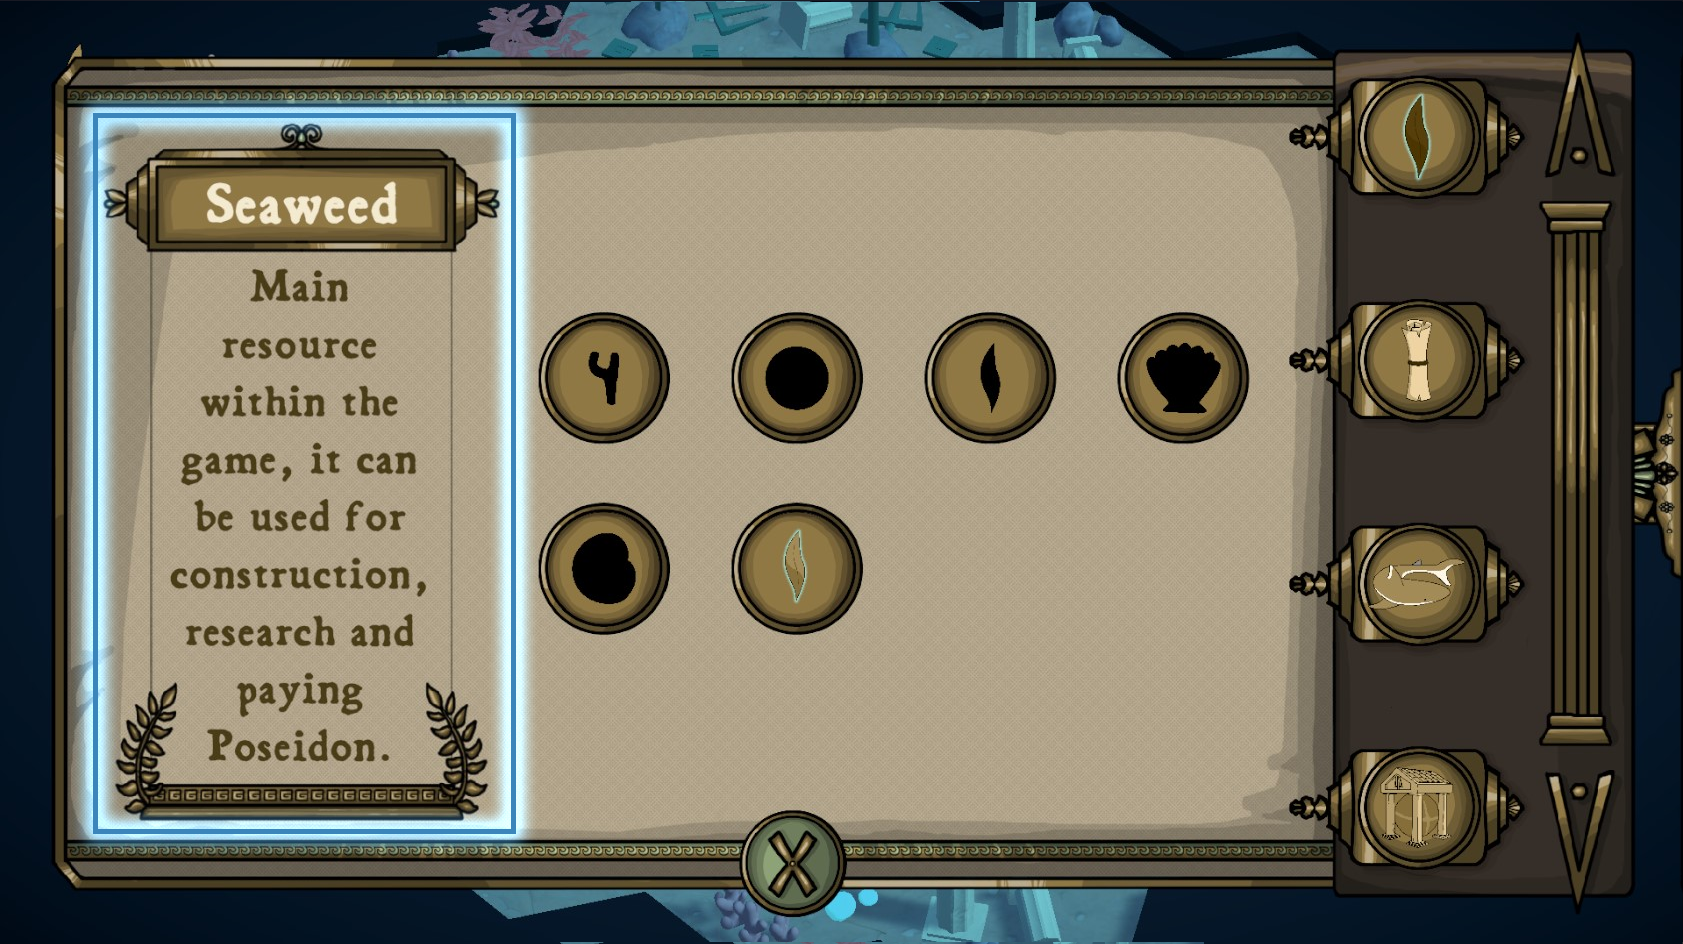 Seaweed
Main
resource
within the
game, it can
be used for
construction,
research and
paying
Poseidon.